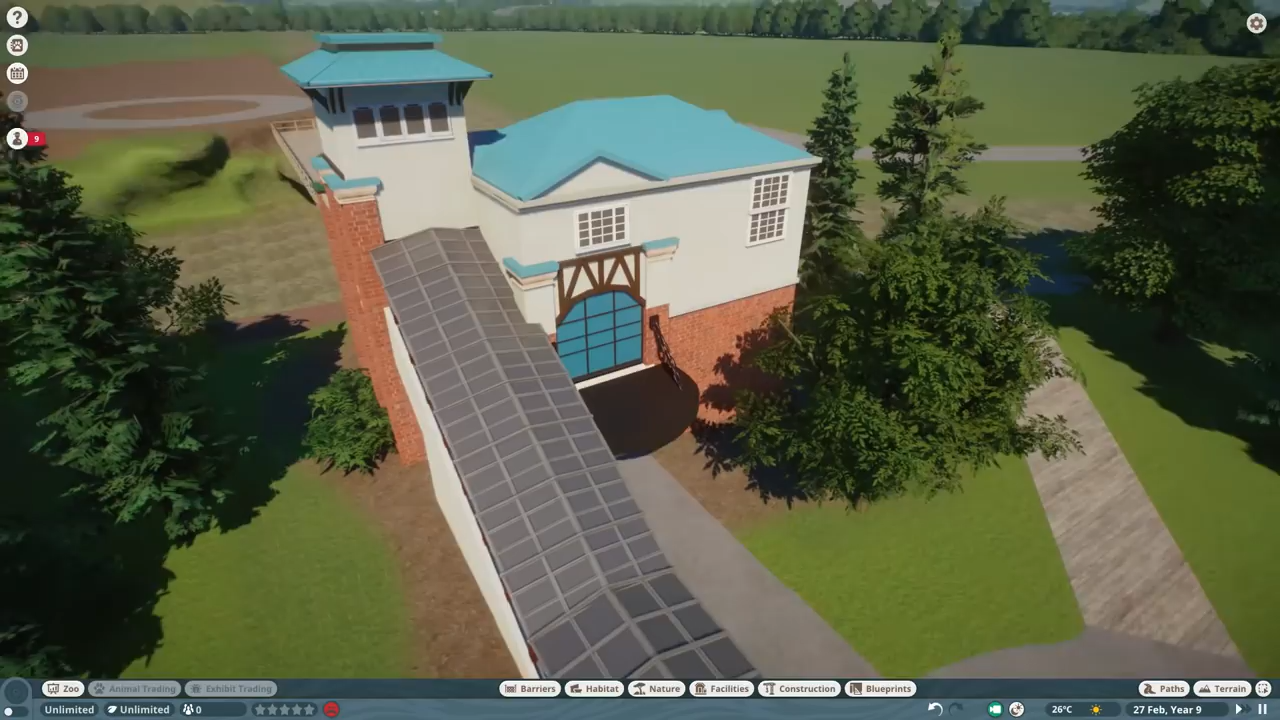 ?
9
Zoo
Animal Trading
Exhibit Trading
Barriers
Habitat
Nature
Facilities
Construction
Blueprints
Paths
Terrain
Unlimited
Unlimited
0
26°C
27 Feb, Year 9